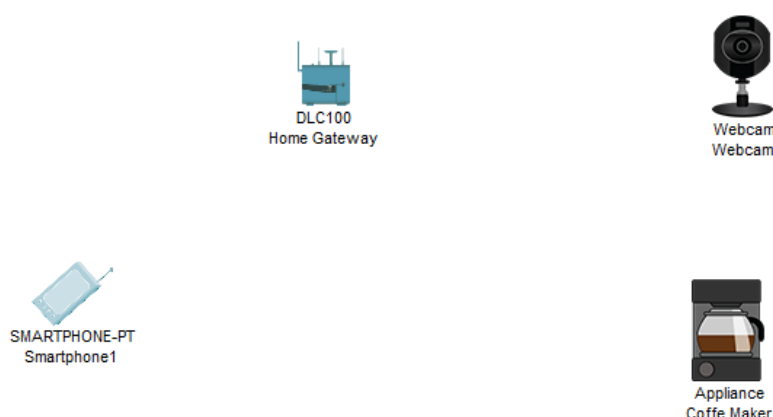 DLC100
Home Gateway
Webcam
Webcam
SMARTPHONE-PT
Smartphone1
Appliance
Coffe Maker